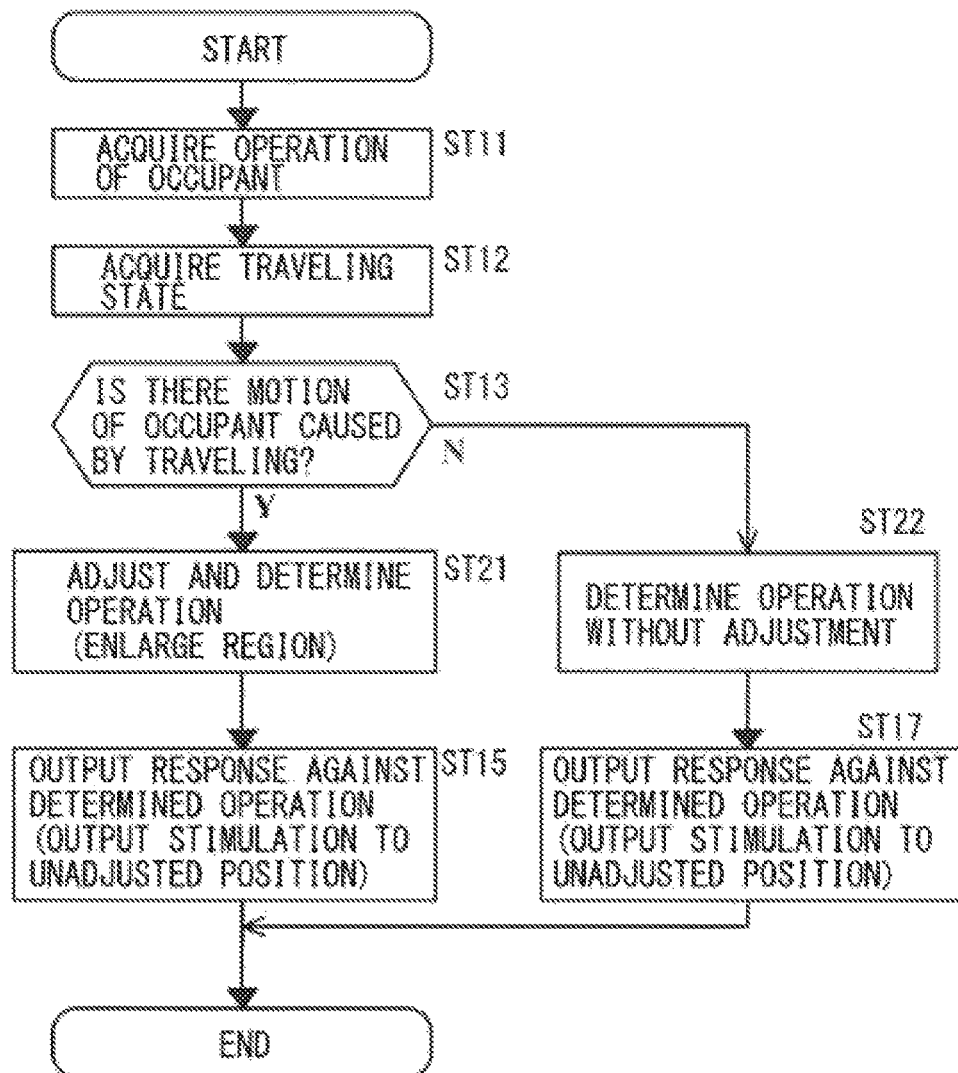 START
ACQUIRE OPERATION
OF OCCUPANT
ST11
ACQUIRE TRAVELING
STATE
ST12
IS THERE MOTION
OF OCCUPANT CAUSED
BY TRAVELING?
ST13
N
Y
ADJUST AND DETERMINE
OPERATION
(ENLARGE REGION)
ST21
ST22
DETERMINE OPERATION
WITHOUT ADJUSTMENT
OUTPUT RESPONSE AGAINST
DETERMINED OPERATION
(OUTPUT STIMULATION TO
UNADJUSTED POSITION)
ST15
ST17
OUTPUT RESPONSE AGAINST
DETERMINED OPERATION
(OUTPUT STIMULATION TO
UNADJUSTED POSITION)
END